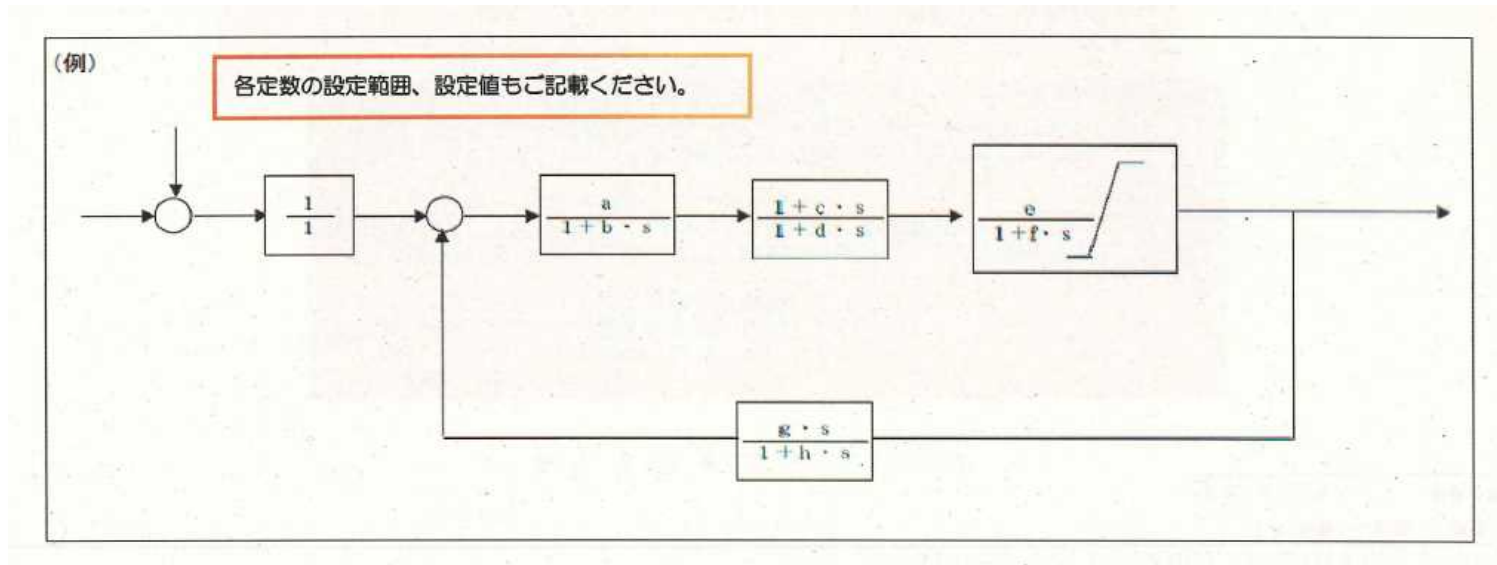 （例）
各定数の設定範囲、設定値もご記載ください。
1
1
a
1+b・s
1+c・s
1+d・s
e
1+f・s
g・s
1+h・s